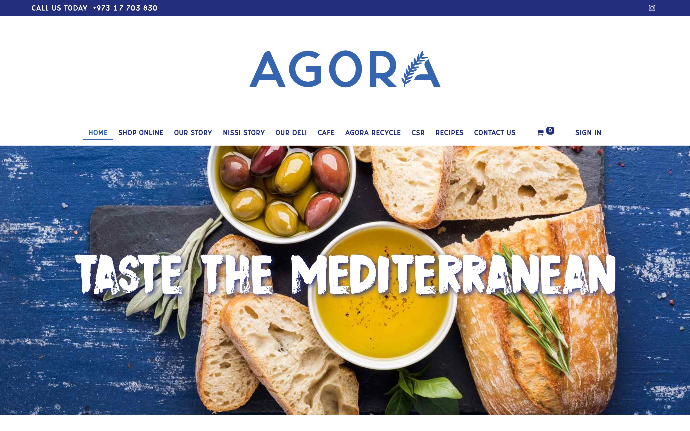 CALL US TODAY +973 17 703 830
AGORA
HOME SHOP ONLINE OUR STORY NISSI STORY OUR DELI CAFE AGORA RECYCLE CSR RECIPES CONTACT US 0 SIGN IN
TASTE THE MEDITERRANEAN